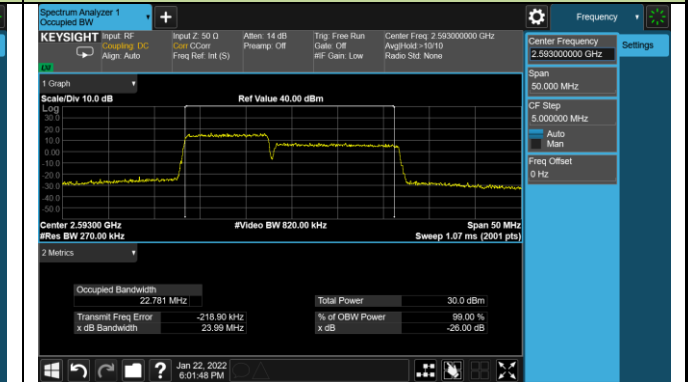 Spectrum Analyzer 1
Occupied BW
Frequency
KEYSIGHT Input: RF
Coupling: DC
Align: Auto
Input Z: 50 Ω
Corr CCorr
Freq Ref: Int (S)
Atten: 14 dB
Preamp: Off
Trig: Free Run
Gate: Off
#IF Gain: Low
Center Freq: 2.593000000 GHz
Avg|Hold:>10/10
Radio Std: None
Center Frequency
2.593000000 GHz
Settings
Span
50.000 MHz
CF Step
5.000000 MHz
Auto
Man
Freq Offset
0 Hz
1 Graph
Scale/Div 10.0 dB
Ref Value 40.00 dBm
Log
30.0
20.0
10.0
0.00
-10.0
-20.0
-30.0
-40.0
-50.0
Center 2.59300 GHz
#Video BW 820.00 kHz
Span 50 MHz
#Res BW 270.00 kHz
Sweep 1.07 ms (2001 pts)
2 Metrics
Occupied Bandwidth
22.781 MHz
Total Power
30.0 dBm
Transmit Freq Error
-218.90 kHz
% of OBW Power
99.00 %
x dB Bandwidth
23.99 MHz
x dB
-26.00 dB
Jan 22, 2022
6:01:48 PM